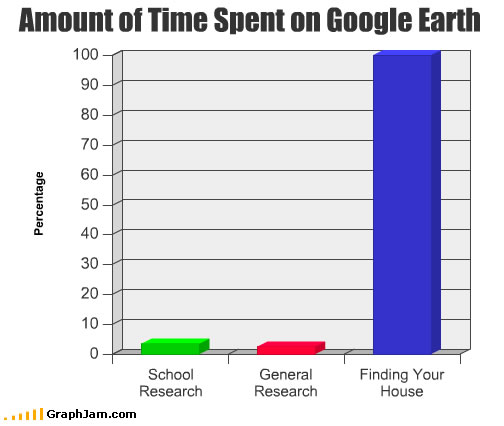 Amount of Time Spent on Google Earth
100
90
80
70
60
50
40
30
20
10
0
Percentage
School
Research
General
Research
Finding Your
House
GraphJam.com